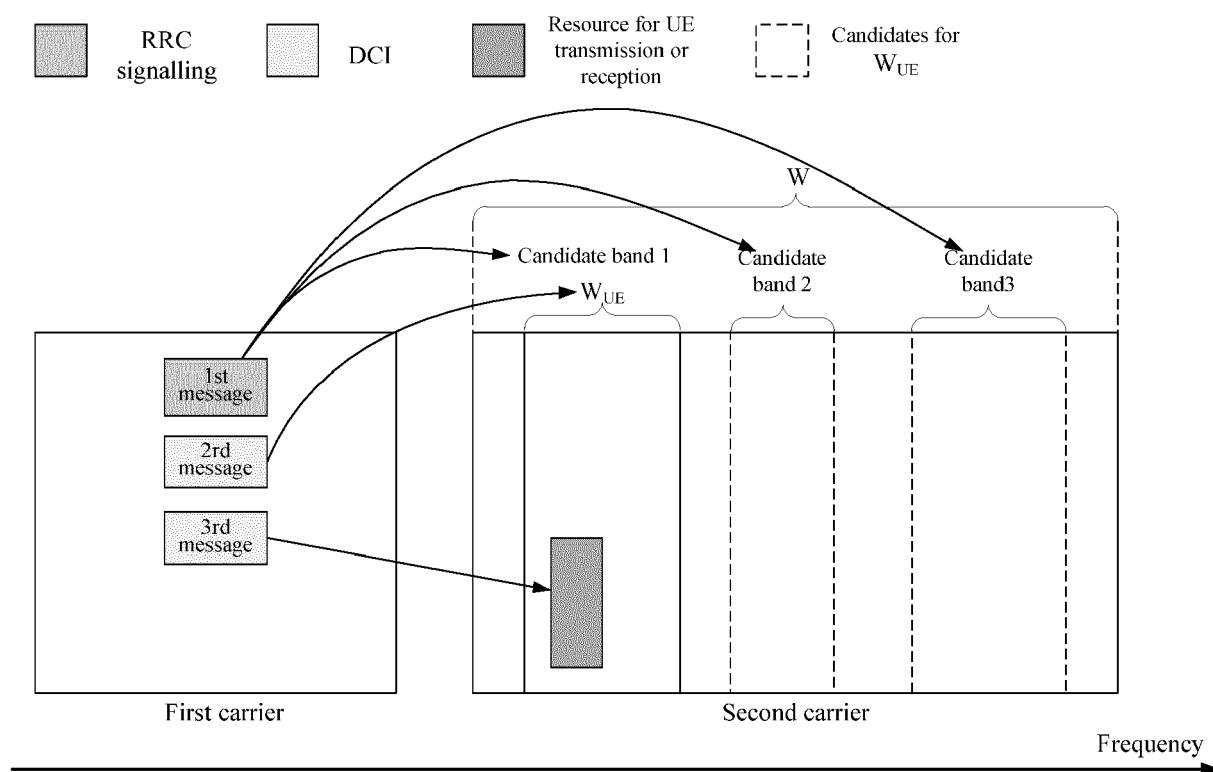 RRC
signalling
DCI
Resource for UE
transmission or
reception
Candidates for
W_UE
W
Candidate band 1
Candidate
band 2
Candidate
band3
W_UE
1st
message
2rd
message
3rd
message
First carrier
Second carrier
Frequency